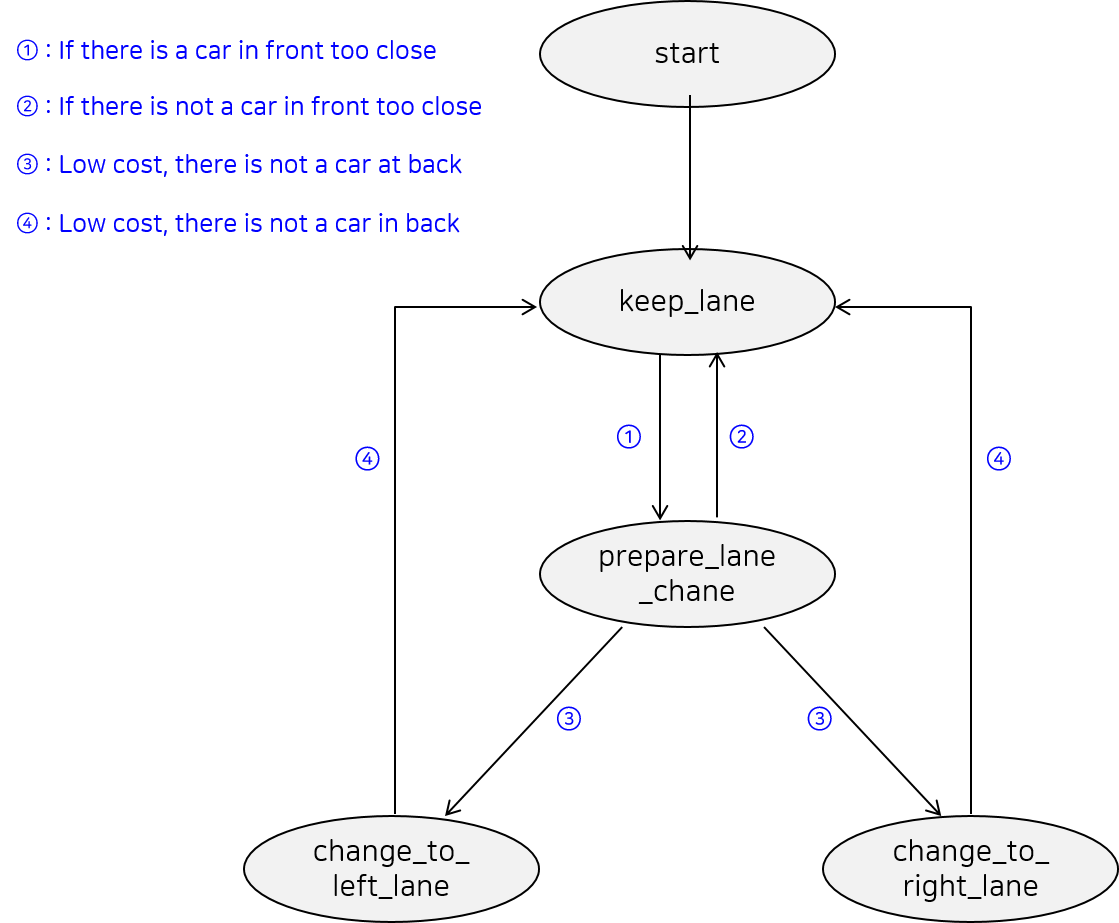 ① : If there is a car in front too close
② : If there is not a car in front too close
③ : Low cost, there is not a car at back
④ : Low cost, there is not a car in back
start
keep_lane
①
②
④
④
prepare_lane
_chane
③
③
change_to_
left_lane
change_to_
right_lane